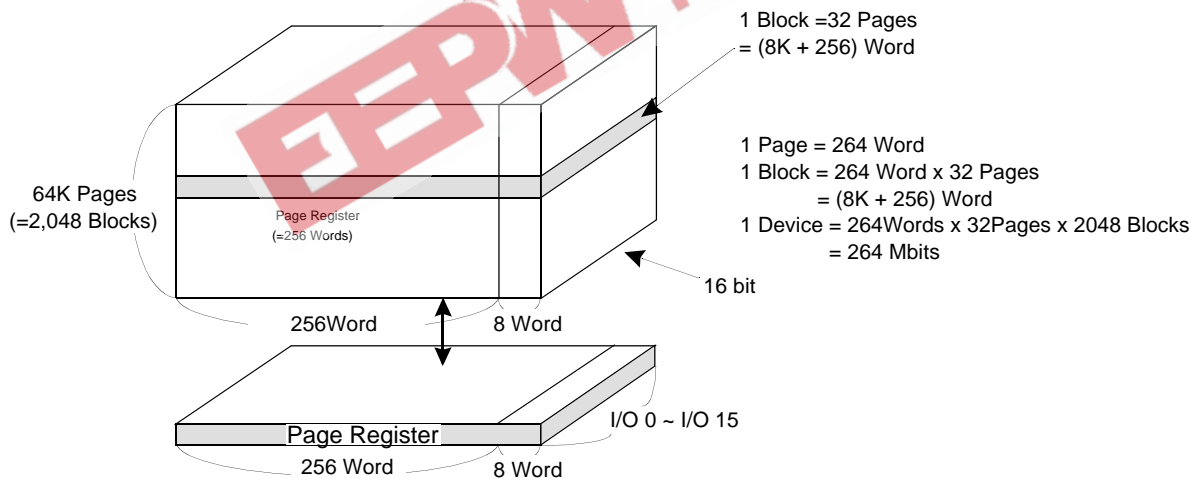 EEPW
1 Block =32 Pages
= (8K + 256) Word
1 Page = 264 Word
1 Block = 264 Word x 32 Pages
= (8K + 256) Word
1 Device = 264Words x 32Pages x 2048 Blocks
= 264 Mbits
64K Pages
(=2,048 Blocks)
Page Register
(=256 Words)
16 bit
256Word
8 Word
I/O 0 ~ I/O 15
Page Register
256 Word
8 Word